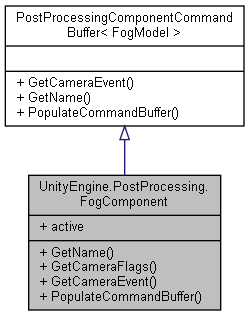 PostProcessingComponentCommand
Buffer< FogModel >
+ GetCameraEvent()
+ GetName()
+ PopulateCommandBuffer()
UnityEngine.PostProcessing.
FogComponent
+ active
+ GetName()
+ GetCameraFlags()
+ GetCameraEvent()
+ PopulateCommandBuffer()